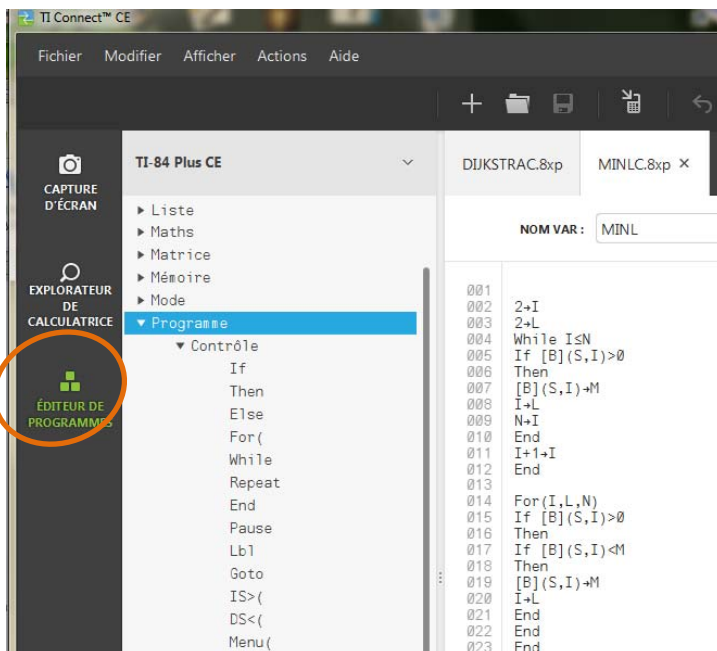 TI Connect™ CE
Fichier Modifier Afficher Actions Aide
CAPTURE
D'ÉCRAN
EXPLORATEUR
DE
CALCULATRICE
ÉDITEUR DE
PROGRAMMES
TI-84 Plus CE
Liste
Maths
Matrice
Mémoire
Mode
Programme
Contrôle
If
Then
Else
For(
While
Repeat
End
Pause
Lbl
Goto
IS>(
DS<(
Menu(
DIJKSTRAC.8xp MINLC.8xp ×
NOM VAR : MINL
001
002 2→I
003 2→L
004 While I≤N
005 If [B](S,I)>0
006 Then
007 [B](S,I)→M
008 I→L
009 N→I
010 End
011 I+1→I
012 End
013
014 For(I,L,N)
015 If [B](S,I)>0
016 Then
017 If [B](S,I)<M
018 Then
019 [B](S,I)→M
020 I→L
021 End
022 End
023 End